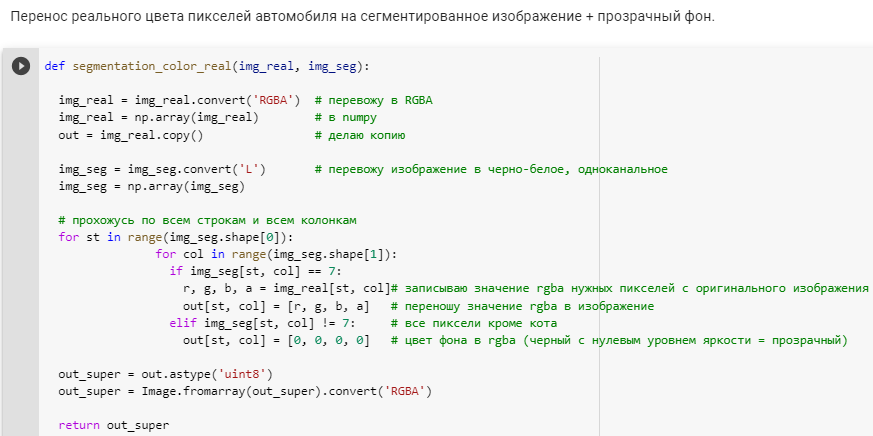 Перенос реального цвета пикселей автомобиля на сегментированное изображение + прозрачный фон.
def segmentation_color_real(img_real, img_seg):
img_real = img_real.convert('RGBA')  # перевожу в RGBA
img_real = np.array(img_real)        # в numpy
out = img_real.copy()                # делаю копию
img_seg = img_seg.convert('L')       # перевожу изображение в черно-белое, одноканальное
img_seg = np.array(img_seg)
# прохожусь по всем строкам и всем колонкам
for st in range(img_seg.shape[0]):
for col in range(img_seg.shape[1]):
if img_seg[st, col] == 7:
r, g, b, a = img_real[st, col]# записываю значение rgba нужных пикселей с оригинального изображения
out[st, col] = [r, g, b, a]   # переношу значение rgba в изображение
elif img_seg[st, col] != 7:     # все пиксели кроме кота
out[st, col] = [0, 0, 0, 0]   # цвет фона в rgba (черный с нулевым уровнем яркости = прозрачный)
out_super = out.astype('uint8')
out_super = Image.fromarray(out_super).convert('RGBA')
return out_super